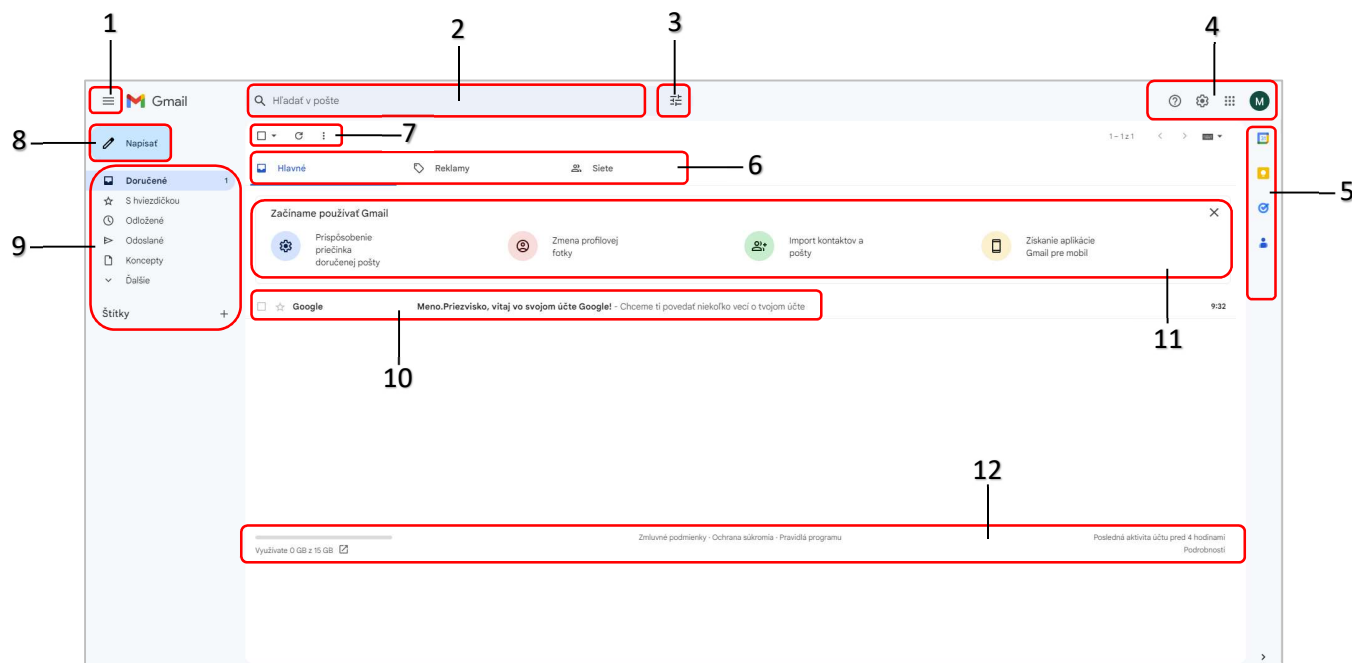 1
2
3
4
Gmail
Hľadať v pošte
M
8
Napísať
7
1 – 1 z 1
Hlavné
Reklamy
Siete
6
5
Doručené 1
S hviezdičkou
Odložené
9
Odoslané
Koncepty
Ďalšie
Štítky +
Začíname používať Gmail
Prispôsobenie
priečinka
doručenej pošty
Zmena profilovej
fotky
Import kontaktov a
pošty
Získanie aplikácie
Gmail pre mobil
Google Meno.Priezvisko, vitaj vo svojom účte Google! - Chceme ti povedať niekoľko vecí o tvojom účte 9:32
11
10
12
Využívate 0 GB z 15 GB
Zmluvné podmienky · Ochrana súkromia · Pravidlá programu
Posledná aktivita účtu pred 4 hodinami
Podrobnosti